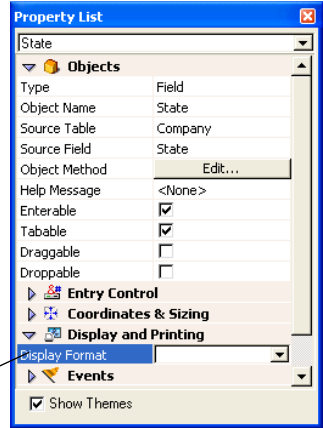 Property List
State
Objects
Type Field
Object Name State
Source Table Company
Source Field State
Object Method Edit...
Help Message <None>
Enterable
Tabable
Draggable
Droppable
Entry Control
Coordinates & Sizing
Display and Printing
Display Format
Events
Show Themes